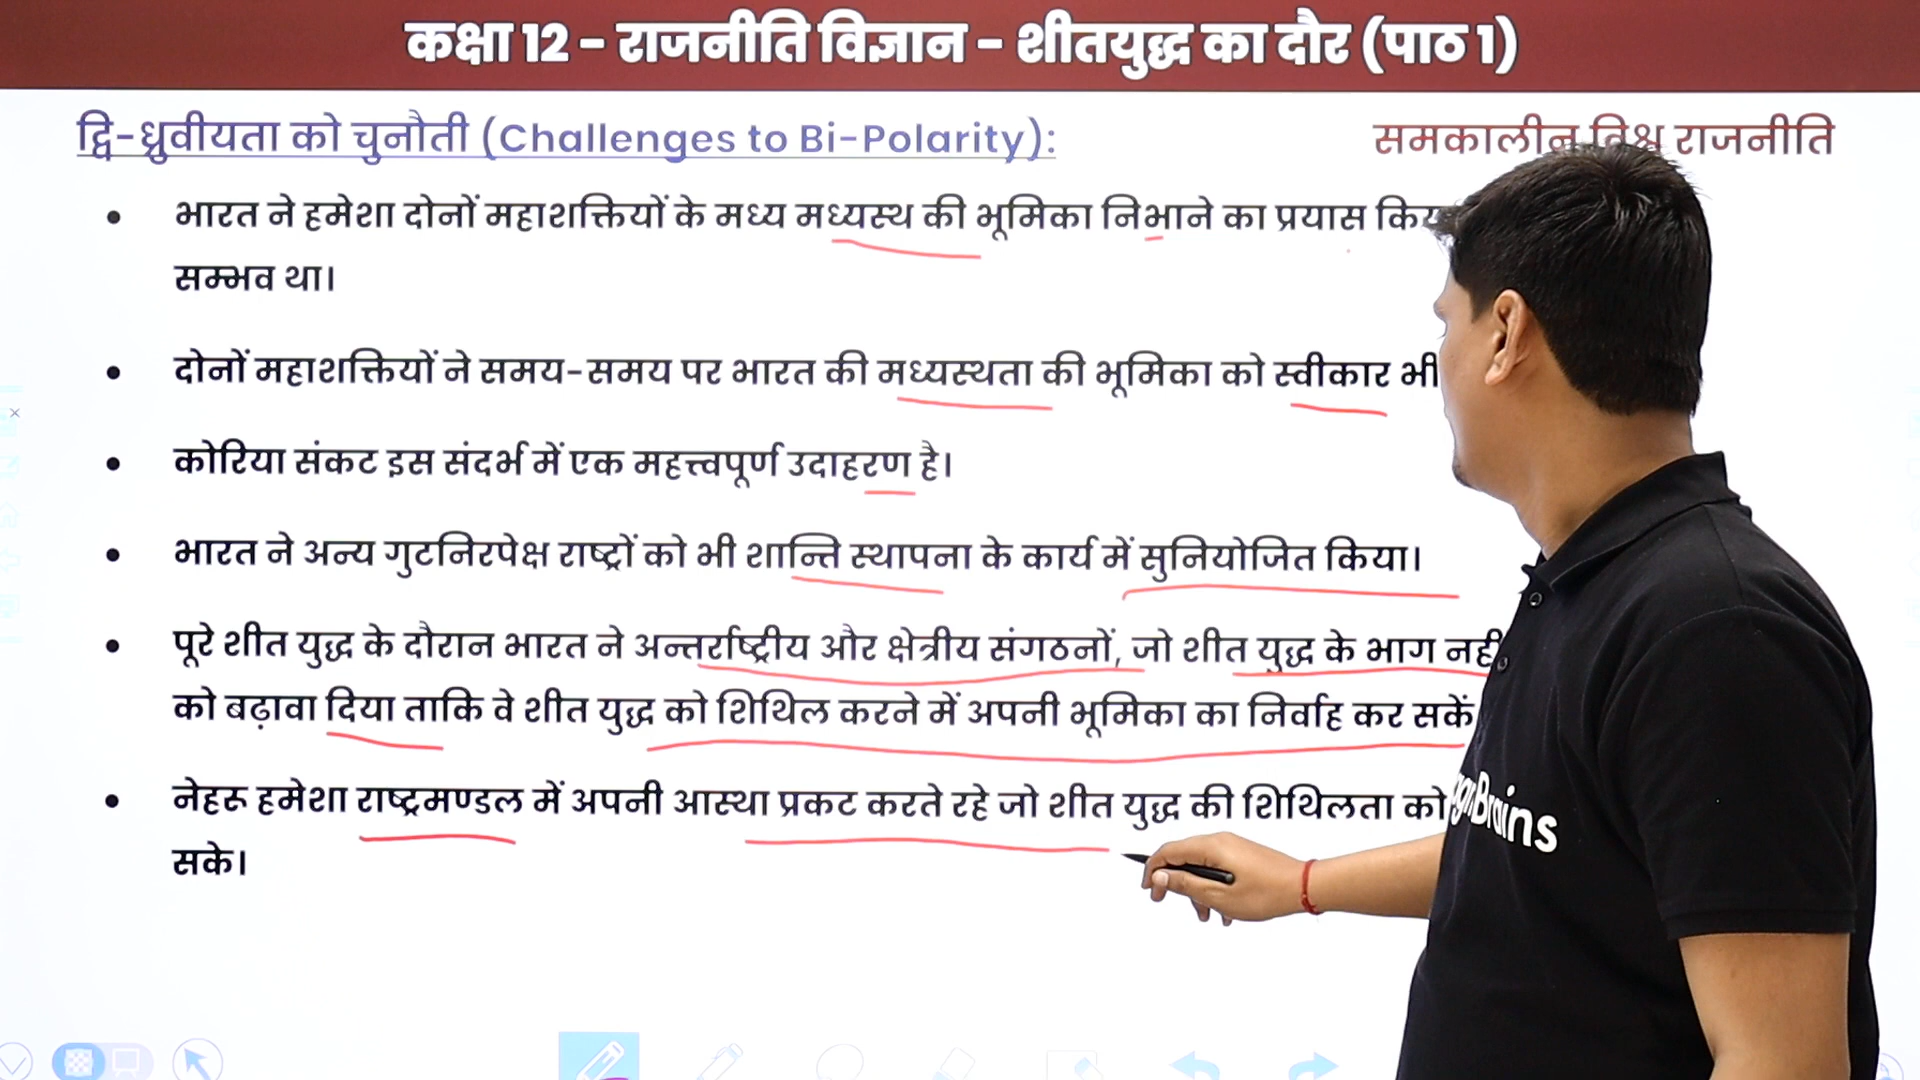 कक्षा 12 - राजनीति विज्ञान - शीतयुद्ध का दौर (पाठ 1)
द्वि-ध्रुवीयता को चुनौती (Challenges to Bi-Polarity):
समकालीन विश्व राजनीति
• भारत ने हमेशा दोनों महाशक्तियों के मध्य मध्यस्थ की भूमिका निभाने का प्रयास
सम्भव था।
• दोनों महाशक्तियों ने समय-समय पर भारत की मध्यस्थता की भूमिका को स्वीकार भी
• कोरिया संकट इस संदर्भ में एक महत्त्वपूर्ण उदाहरण है।
• भारत ने अन्य गुटनिरपेक्ष राष्ट्रों को भी शान्ति स्थापना के कार्य में सुनियोजित किया।
• पूरे शीत युद्ध के दौरान भारत ने अन्तर्राष्ट्रीय और क्षेत्रीय संगठनों, जो शीत युद्ध के भाग
को बढ़ावा दिया ताकि वे शीत युद्ध को शिथिल करने में अपनी भूमिका का निर्वाह कर सकें
• नेहरू हमेशा राष्ट्रमण्डल में अपनी आस्था प्रकट करते रहे जो शीत युद्ध की शिथिलता को
सके।
Brains